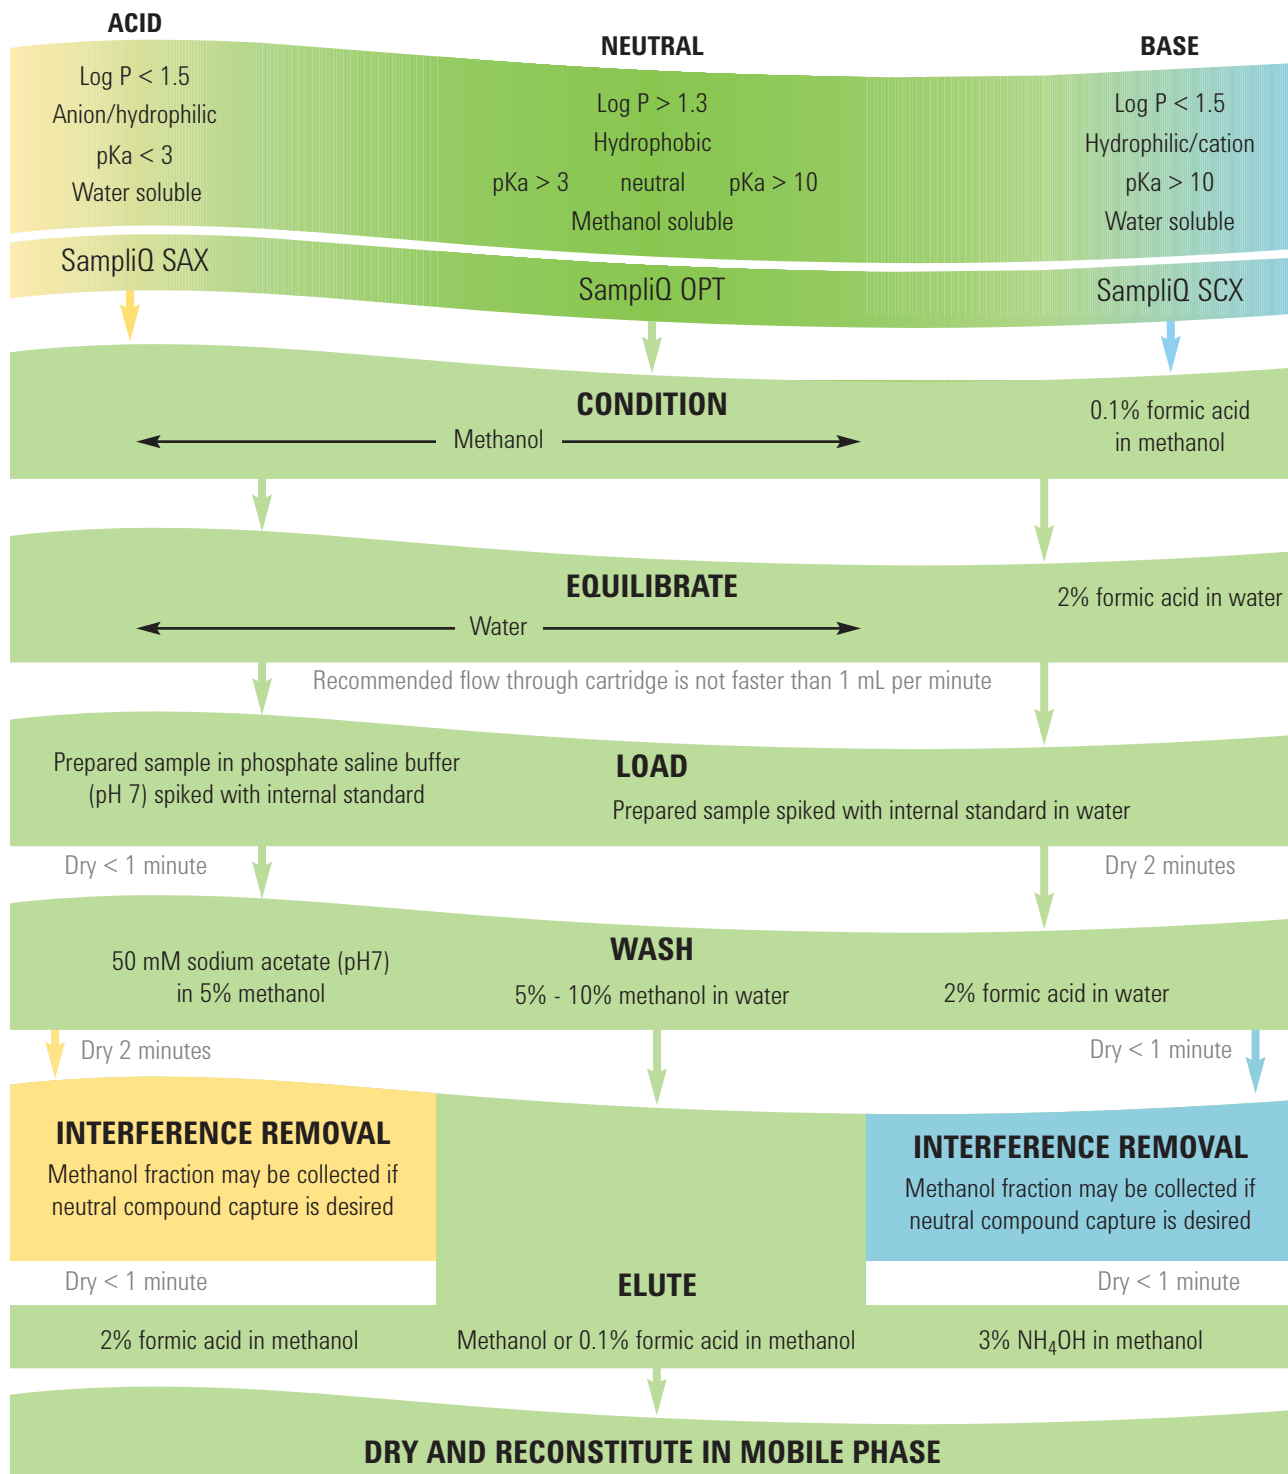 ACID
NEUTRAL
BASE
Log P < 1.5
Anion/hydrophilic
pKa < 3
Water soluble
Log P > 1.3
Hydrophobic
pKa > 3 neutral pKa > 10
Methanol soluble
Log P < 1.5
Hydrophilic/cation
pKa > 10
Water soluble
SampliQ SAX
SampliQ OPT
SampliQ SCX
CONDITION
Methanol
0.1% formic acid
in methanol
EQUILIBRATE
Water
2% formic acid in water
Recommended flow through cartridge is not faster than 1 mL per minute
LOAD
Prepared sample in phosphate saline buffer
(pH 7) spiked with internal standard
Prepared sample spiked with internal standard in water
Dry < 1 minute
Dry 2 minutes
WASH
50 mM sodium acetate (pH7)
in 5% methanol
5% - 10% methanol in water
2% formic acid in water
Dry 2 minutes
Dry < 1 minute
INTERFERENCE REMOVAL
Methanol fraction may be collected if
neutral compound capture is desired
INTERFERENCE REMOVAL
Methanol fraction may be collected if
neutral compound capture is desired
Dry < 1 minute
Dry < 1 minute
ELUTE
2% formic acid in methanol
Methanol or 0.1% formic acid in methanol
3% NH₄OH in methanol
DRY AND RECONSTITUTE IN MOBILE PHASE